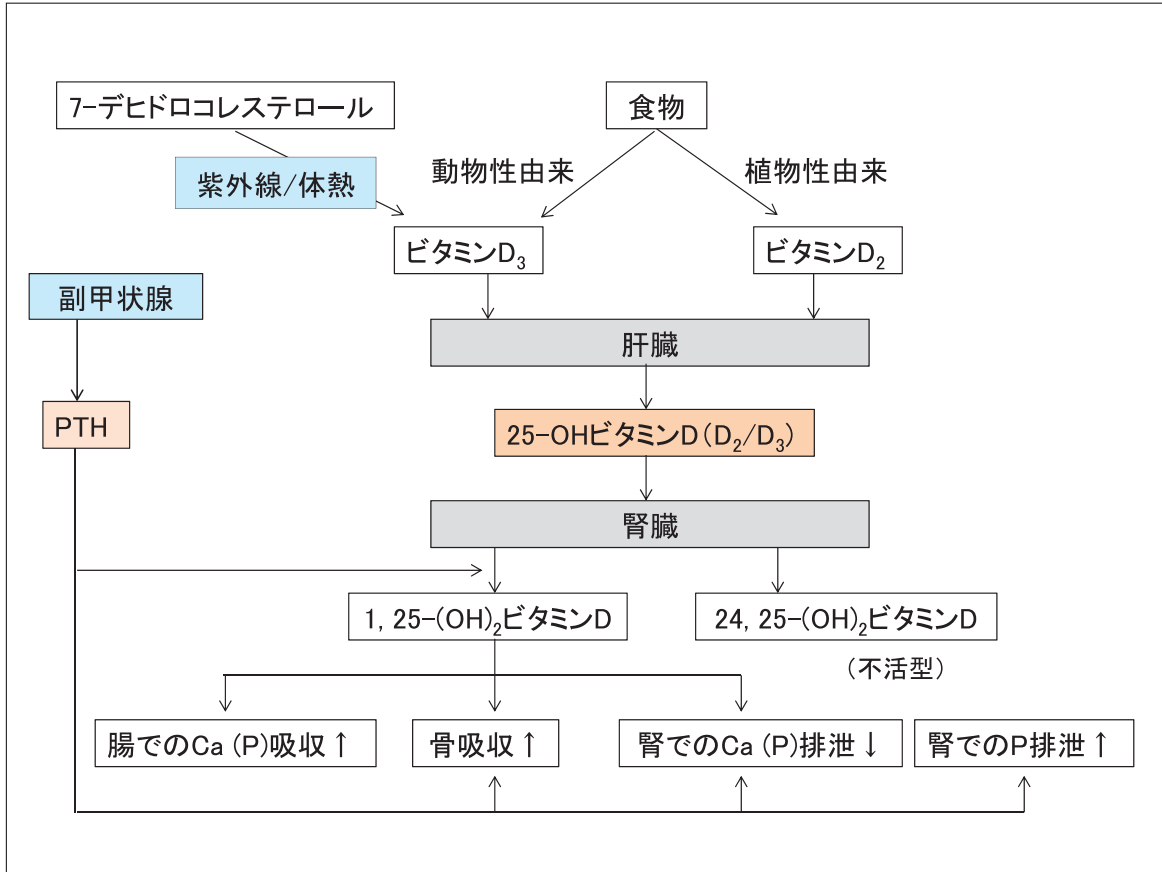 7-デヒドロコレステロール
食物
紫外線/体熱
動物性由来
植物性由来
ビタミンD₃
ビタミンD₂
副甲状腺
肝臓
PTH
25-OHビタミンD(D₂/D₃)
腎臓
1, 25-(OH)₂ビタミンD
24, 25-(OH)₂ビタミンD
(不活型)
腸でのCa (P)吸収↑
骨吸収↑
腎でのCa (P)排泄↓
腎でのP排泄↑